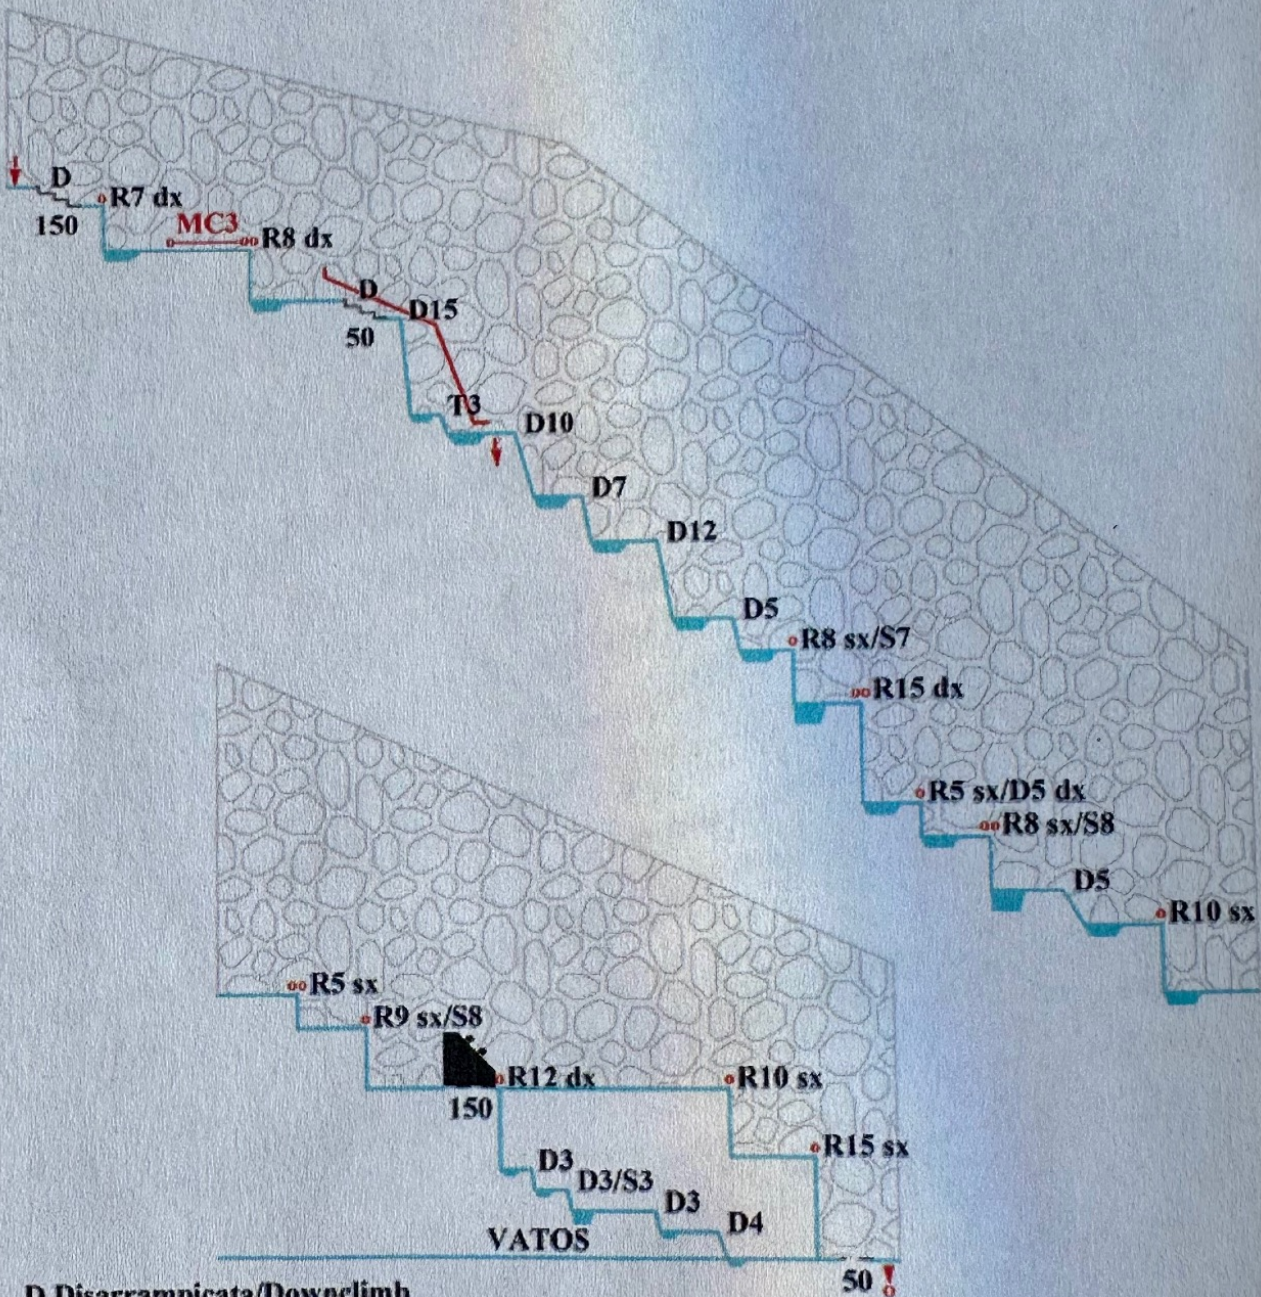 D
R7 dx
150
MC3
R8 dx
D
D15
50
T3
D10
D7
D12
D5
R8 sx/S7
R15 dx
R5 sx/D5 dx
R8 sx/S8
D5
R10 sx
R5 sx
R9 sx/S8
R12 dx
R10 sx
150
R15 sx
D3
D3/S3
D3
D4
VATOS
50
D Disarrampicata/Downclimb